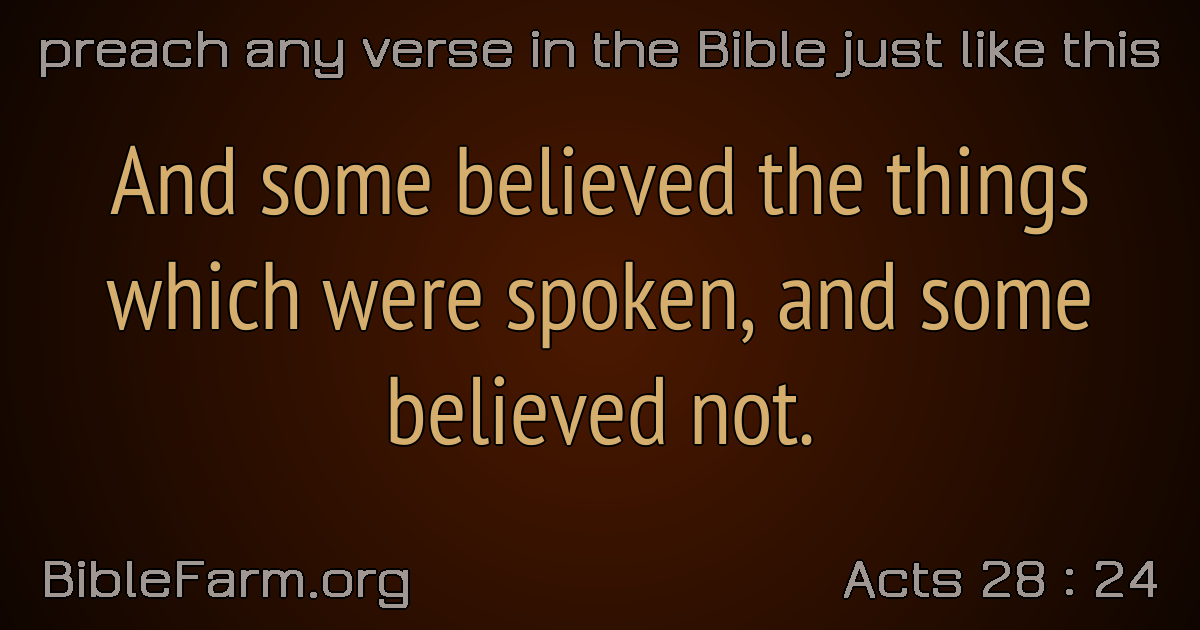 preach any verse in the Bible just like this
And some believed the things
which were spoken, and some
believed not.
BibleFarm.org
Acts 28 : 24